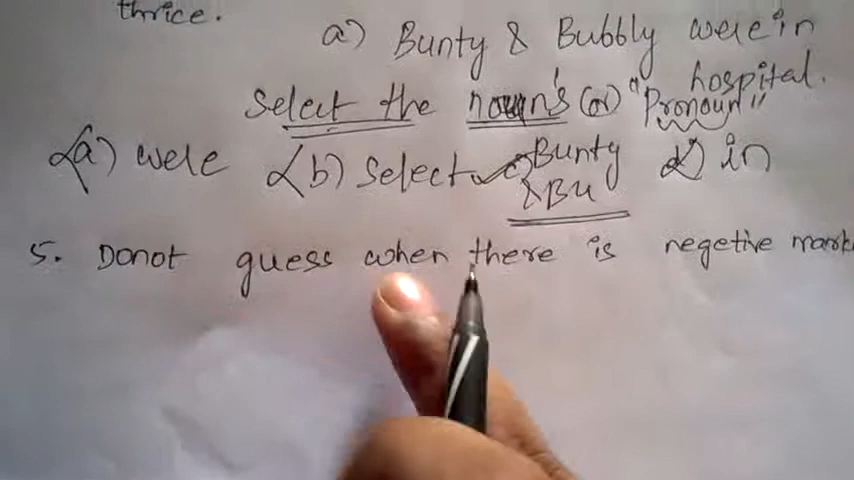 thrice.
a) Bunty & Bubbly were in
hospital.
Select the noun's (or) "Pronoun"
(a) were (b) Select c) Bunty & Bu d) in
5. Donot guess when there is negetive mark